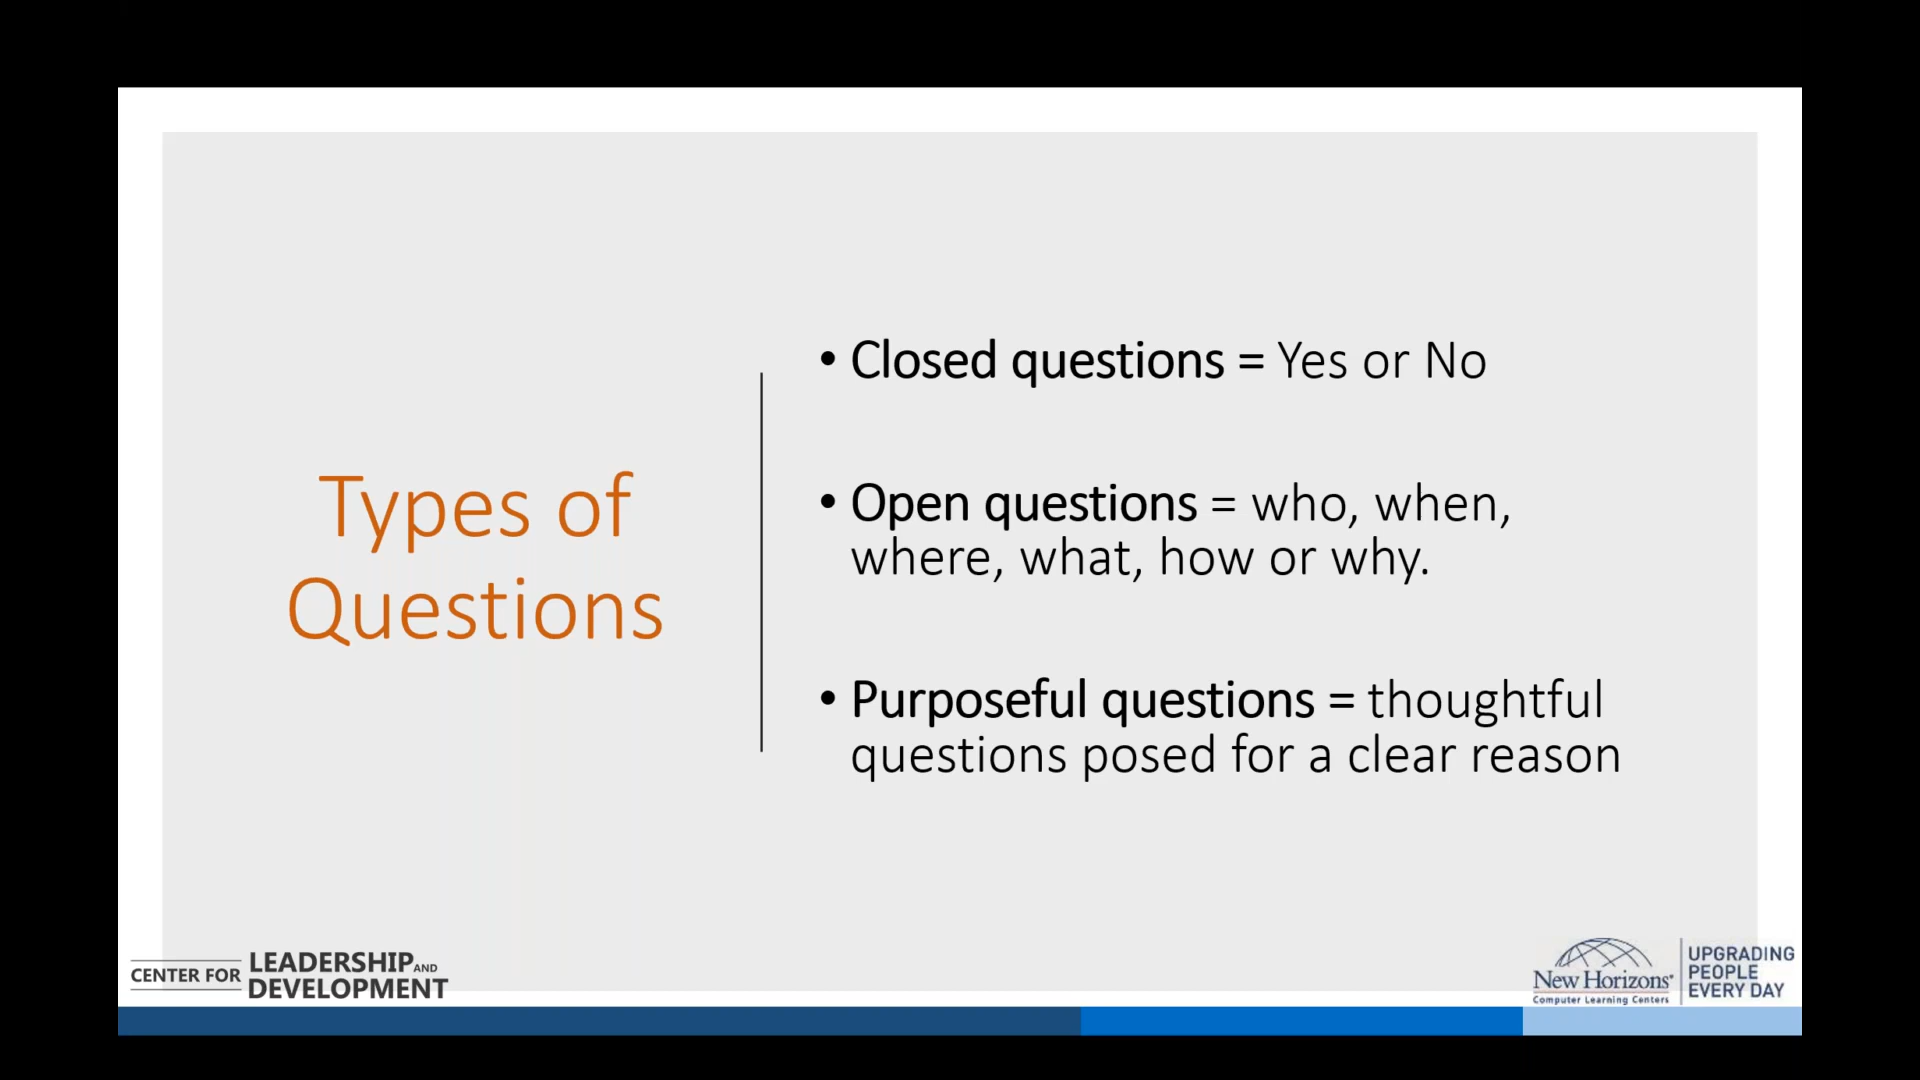 Types of
Questions
• Closed questions = Yes or No
• Open questions = who, when,
where, what, how or why.
• Purposeful questions = thoughtful
questions posed for a clear reason
CENTER FOR LEADERSHIP AND
DEVELOPMENT
New Horizons®
Computer Learning Centers
UPGRADING
PEOPLE
EVERY DAY